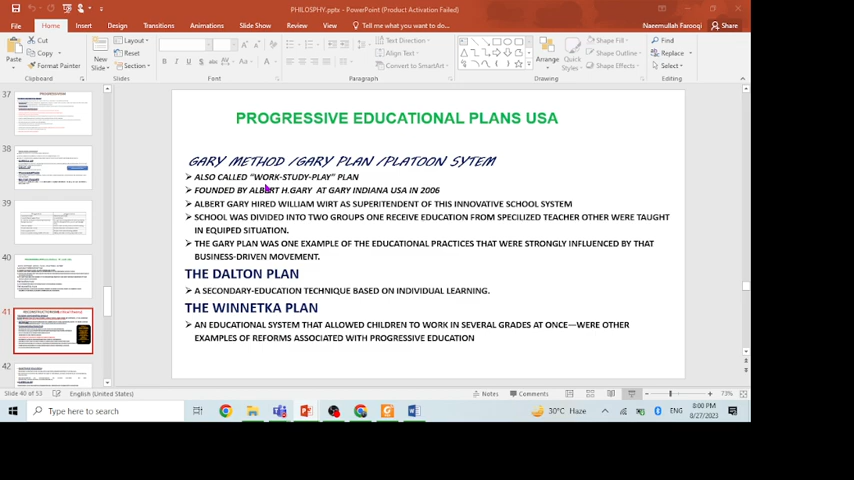 PHILOSPHY.pptx - PowerPoint (Product Activation Failed)
File Home Insert Design Transitions Animations Slide Show Review View Tell me what you want to do... Naeemullah Farooqi Share
Cut
Copy
Format Painter
Paste
Clipboard
New Slide
Layout
Reset
Section
Slides
Font
Text Direction
Align Text
Convert to SmartArt
Paragraph
Arrange
Quick Styles
Shape Fill
Shape Outline
Shape Effects
Drawing
Find
Replace
Select
Editing
37
38
39
40
41
42
PROGRESSIVE EDUCATIONAL PLANS USA
GARY METHOD /GARY PLAN /PLATOON SYTEM
ALSO CALLED "WORK-STUDY-PLAY" PLAN
FOUNDED BY ALBERT H.GARY AT GARY INDIANA USA IN 2006
ALBERT GARY HIRED WILLIAM WIRT AS SUPERITENDENT OF THIS INNOVATIVE SCHOOL SYSTEM
SCHOOL WAS DIVIDED INTO TWO GROUPS ONE RECEIVE EDUCATION FROM SPECILIZED TEACHER OTHER WERE TAUGHT
IN EQUIPED SITUATION.
THE GARY PLAN WAS ONE EXAMPLE OF THE EDUCATIONAL PRACTICES THAT WERE STRONGLY INFLUENCED BY THAT
BUSINESS-DRIVEN MOVEMENT.
THE DALTON PLAN
A SECONDARY-EDUCATION TECHNIQUE BASED ON INDIVIDUAL LEARNING.
THE WINNETKA PLAN
AN EDUCATIONAL SYSTEM THAT ALLOWED CHILDREN TO WORK IN SEVERAL GRADES AT ONCE—WERE OTHER
EXAMPLES OF REFORMS ASSOCIATED WITH PROGRESSIVE EDUCATION
Slide 40 of 53 English (United States) Notes Comments 73%
Type here to search 30°C Haze ENG 8:00 PM
8/27/2023